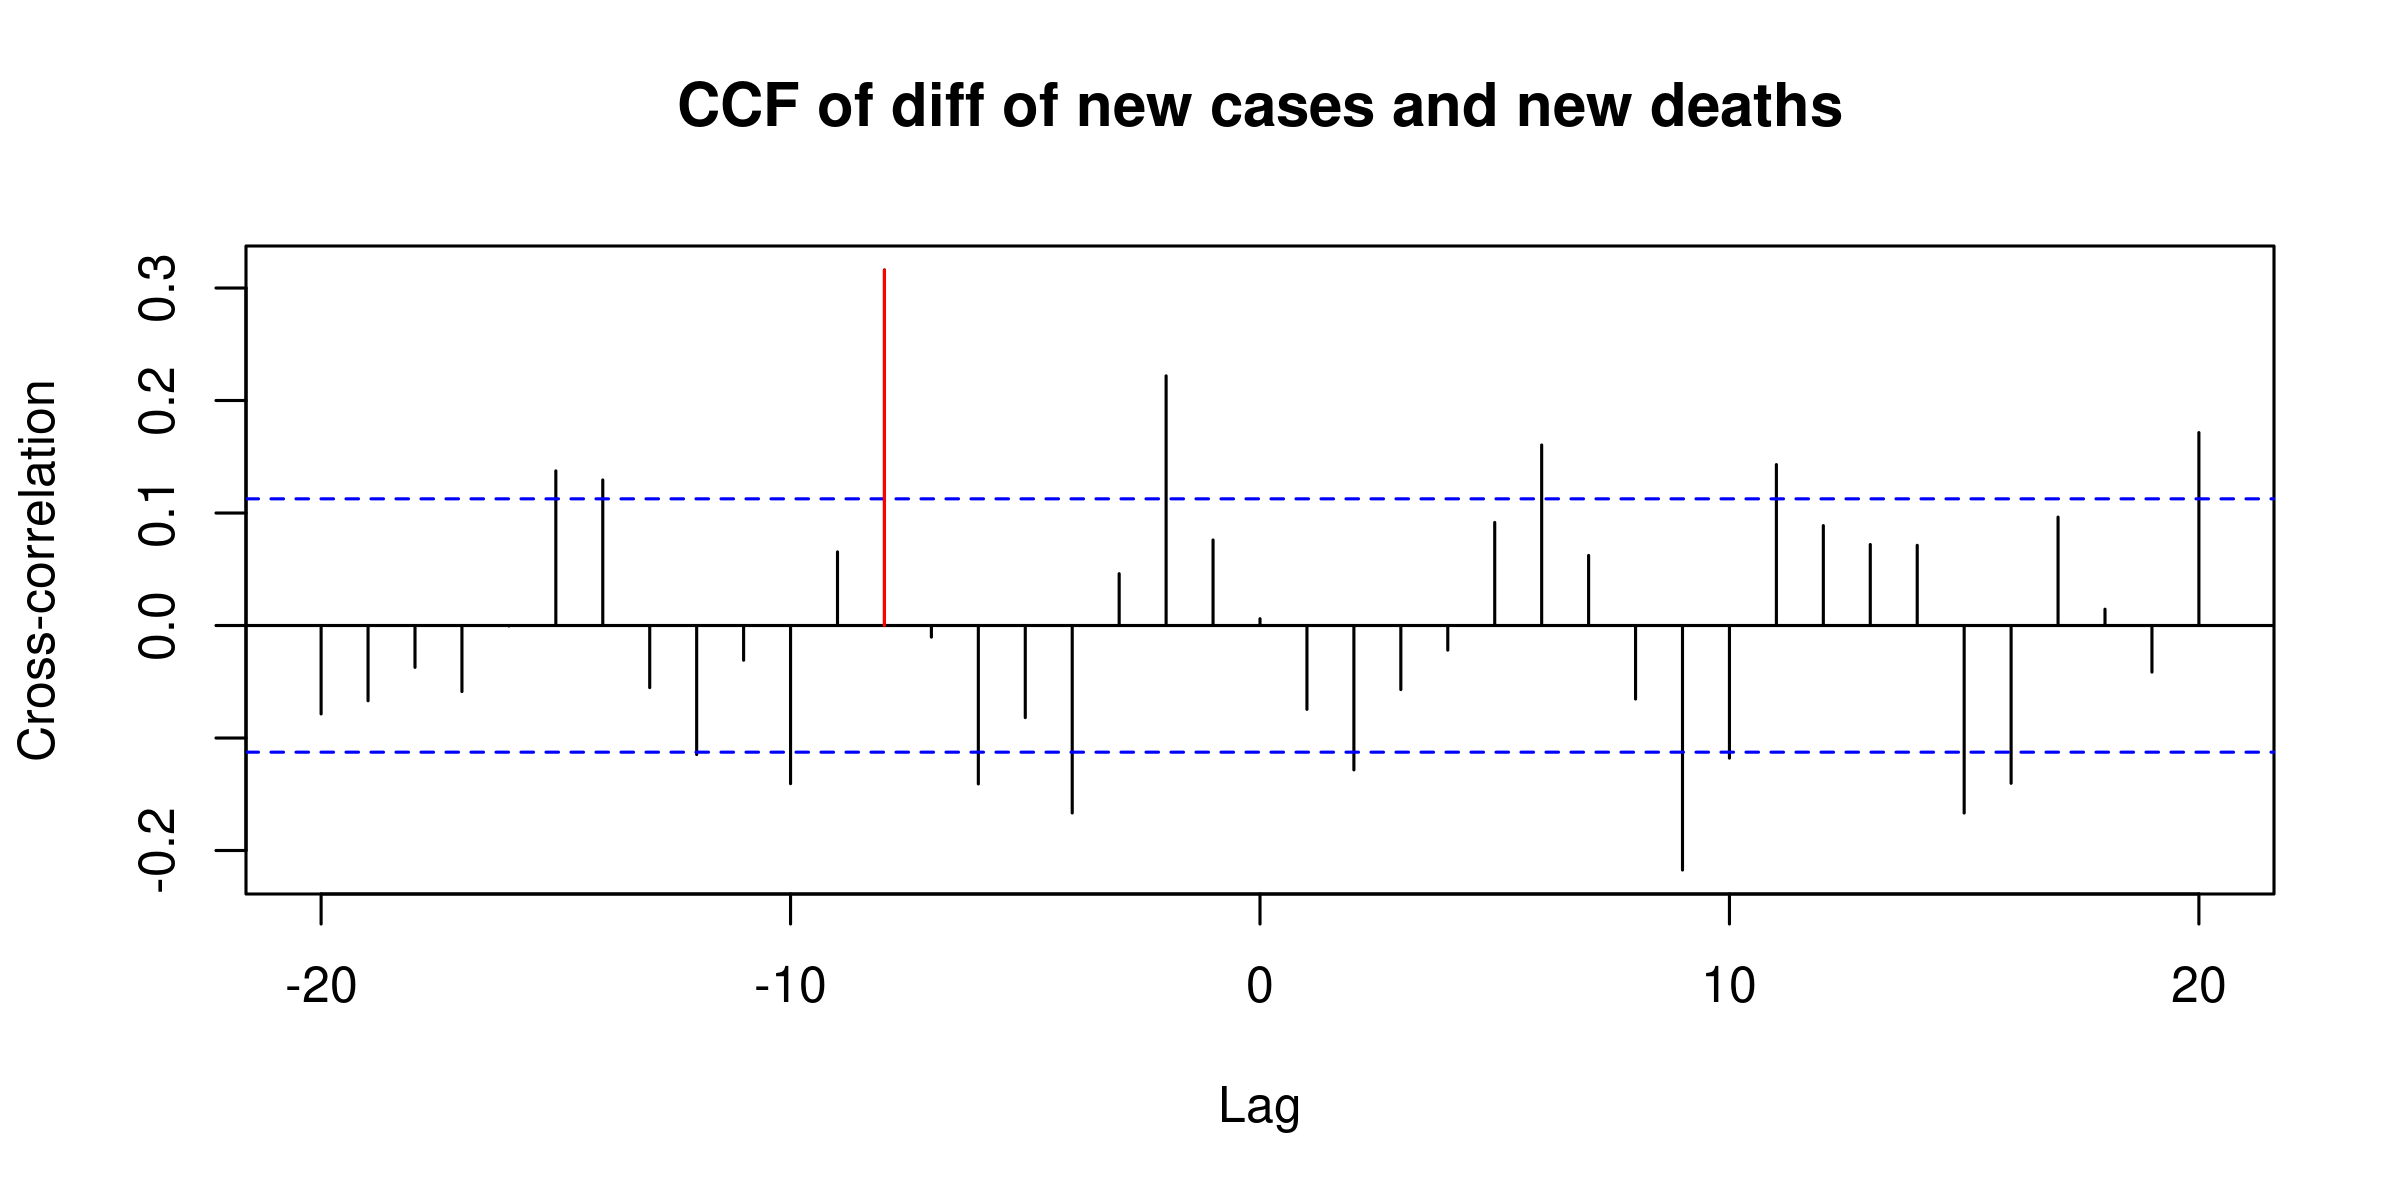 CCF of diff of new cases and new deaths
Cross-correlation
0.3
0.2
0.1
0.0
-0.2
-20 -10 0 10 20
Lag